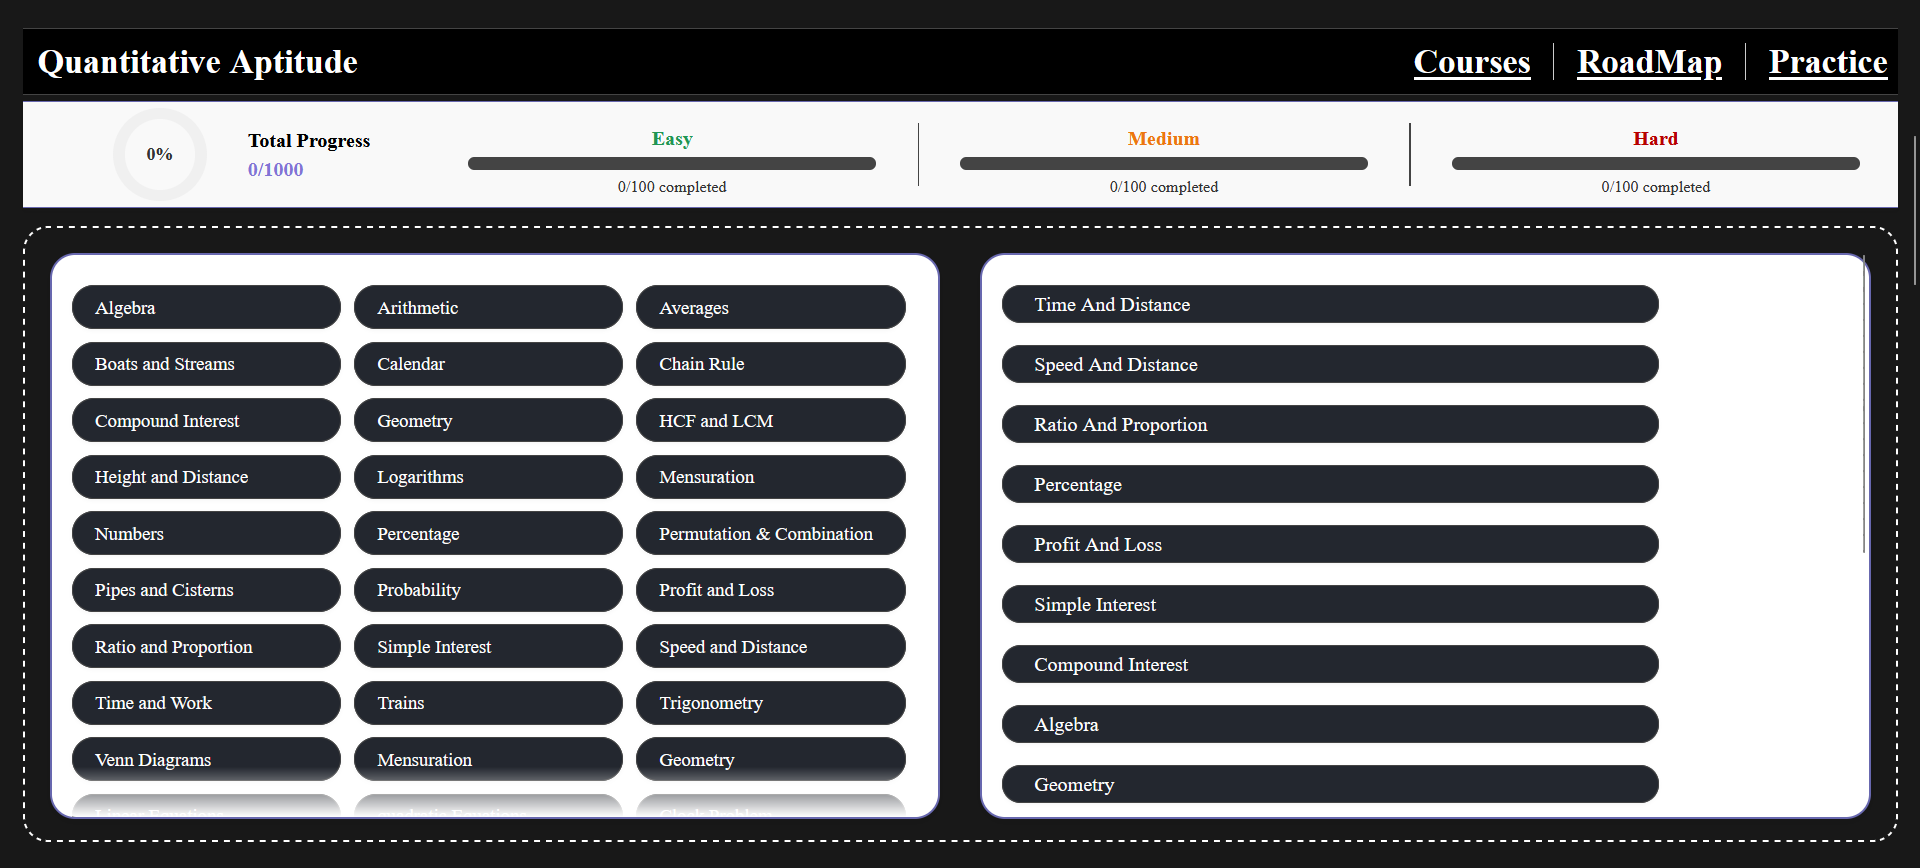 Quantitative Aptitude
Courses
RoadMap
Practice
0%
Total Progress
0/1000
Easy
0/100 completed
Medium
0/100 completed
Hard
0/100 completed
Algebra
Arithmetic
Averages
Boats and Streams
Calendar
Chain Rule
Compound Interest
Geometry
HCF and LCM
Height and Distance
Logarithms
Mensuration
Numbers
Percentage
Permutation & Combination
Pipes and Cisterns
Probability
Profit and Loss
Ratio and Proportion
Simple Interest
Speed and Distance
Time and Work
Trains
Trigonometry
Venn Diagrams
Mensuration
Geometry
Time And Distance
Speed And Distance
Ratio And Proportion
Percentage
Profit And Loss
Simple Interest
Compound Interest
Algebra
Geometry